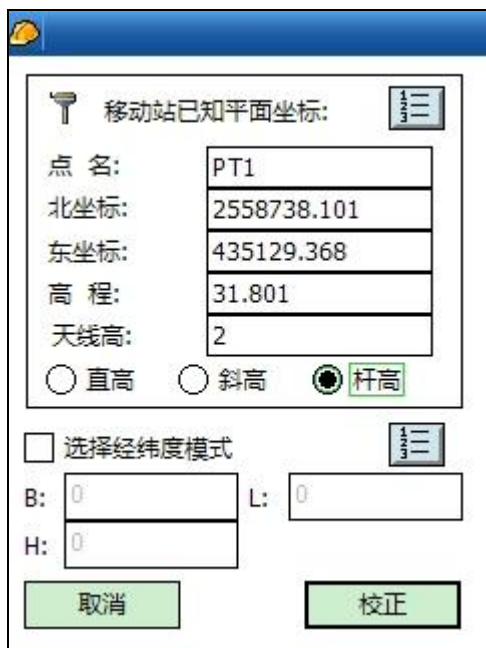 移动站已知平面坐标:
点 名: PT1
北坐标: 2558738.101
东坐标: 435129.368
高 程: 31.801
天线高: 2
直高 斜高 杆高
选择经纬度模式
B: 0 L: 0
H: 0
取消 校正